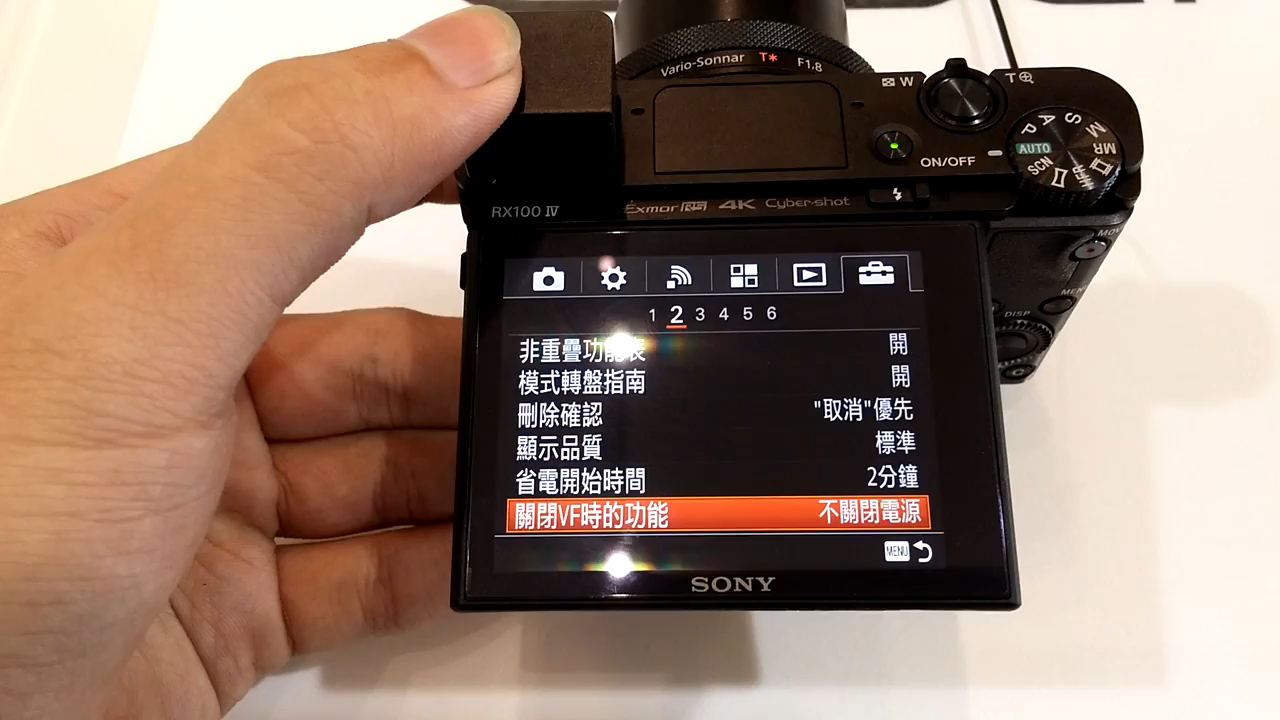 Vario-Sonnar T* F1,8
W T
ON/OFF
AUTO P A S M MR HFR SCN
RX100 IV Exmor RS 4K Cyber-shot
MENU
DISP
1 2 3 4 5 6
非重疊功能表 開
模式轉盤指南 開
刪除確認 "取消"優先
顯示品質 標準
省電開始時間 2分鐘
關閉VF時的功能 不關閉電源
MENU
SONY